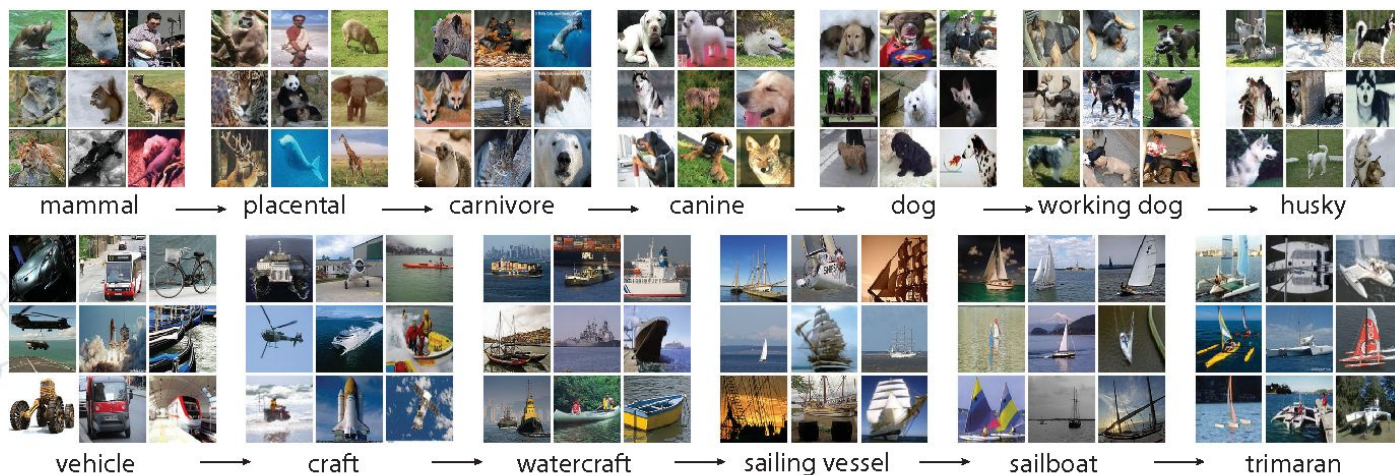 mammal → placental → carnivore → canine → dog → working dog → husky
vehicle → craft → watercraft → sailing vessel → sailboat → trimaran